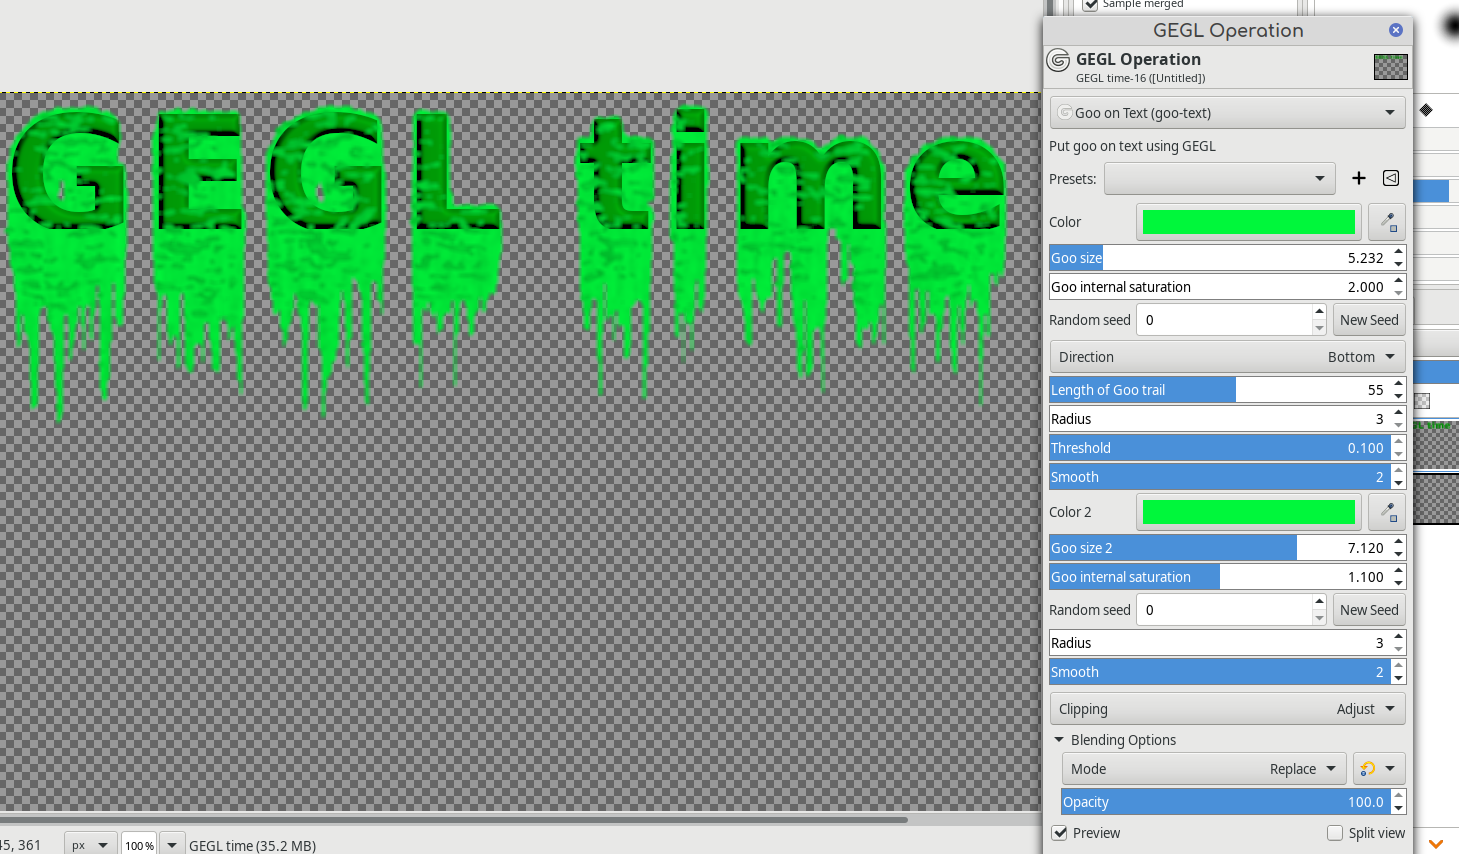 Sample merged
GEGL Operation
GEGL Operation
GEGL time-16 ([Untitled])
Goo on Text (goo-text)
Put goo on text using GEGL
Presets:
Color
Goo size 5.232
Goo internal saturation 2.000
Random seed 0 New Seed
Direction Bottom
Length of Goo trail 55
Radius 3
Threshold 0.100
Smooth 2
Color 2
Goo size 2 7.120
Goo internal saturation 1.100
Random seed 0 New Seed
Radius 3
Smooth 2
Clipping Adjust
Blending Options
Mode Replace
Opacity 100.0
Preview Split view
GEGL time
45, 361 px 100 % GEGL time (35.2 MB)